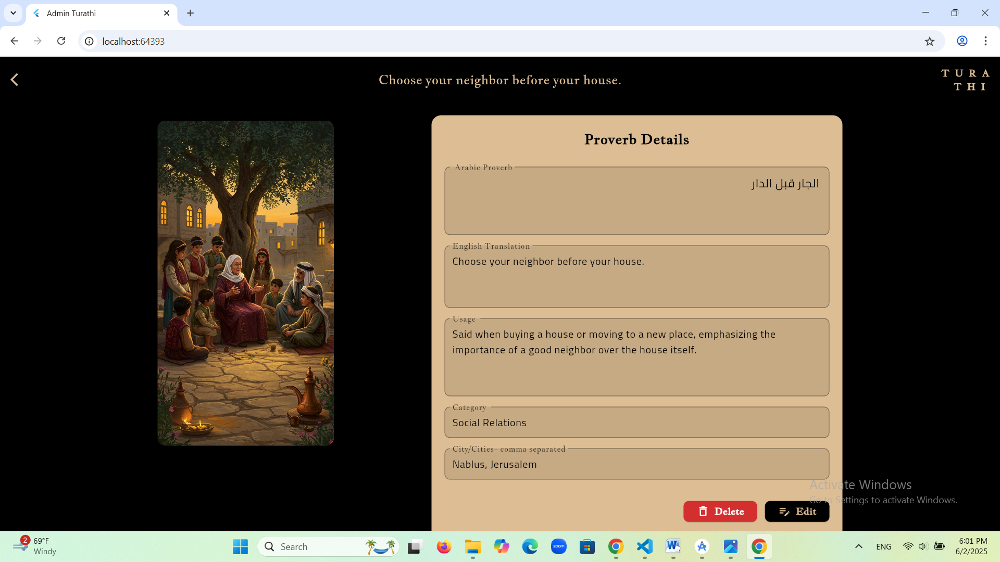 Admin Turathi
localhost:64393
Choose your neighbor before your house.
T U R A
T H I
Proverb Details
Arabic Proverb
الجار قبل الدار
English Translation
Choose your neighbor before your house.
Usage
Said when buying a house or moving to a new place, emphasizing the
importance of a good neighbor over the house itself.
Category
Social Relations
City/Cities- comma separated
Nablus, Jerusalem
Activate Windows
Go to Settings to activate Windows.
Delete
Edit
2
69°F
Windy
Search
zoom
W
ENG
6:01 PM
6/2/2025